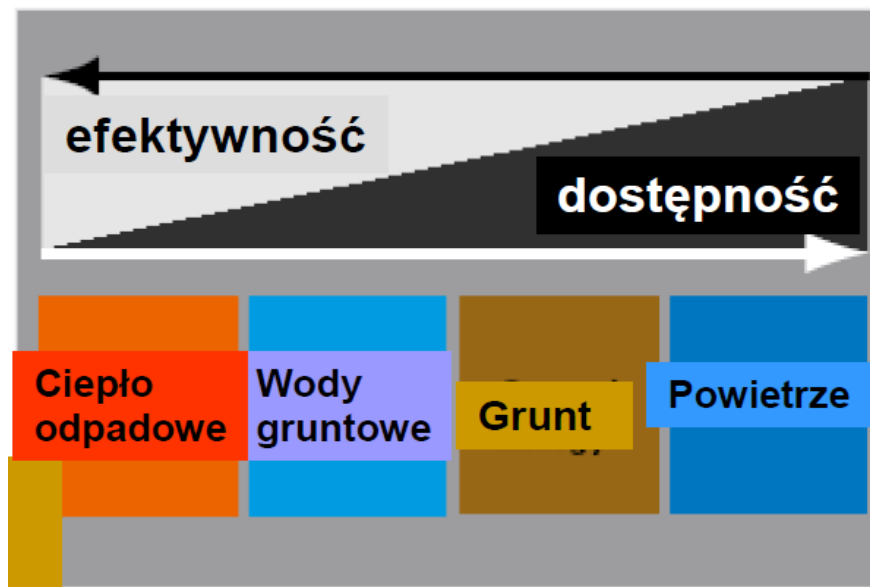 efektywność
dostępność
Ciepło
odpadowe
Wody
gruntowe
Grunt
Powietrze